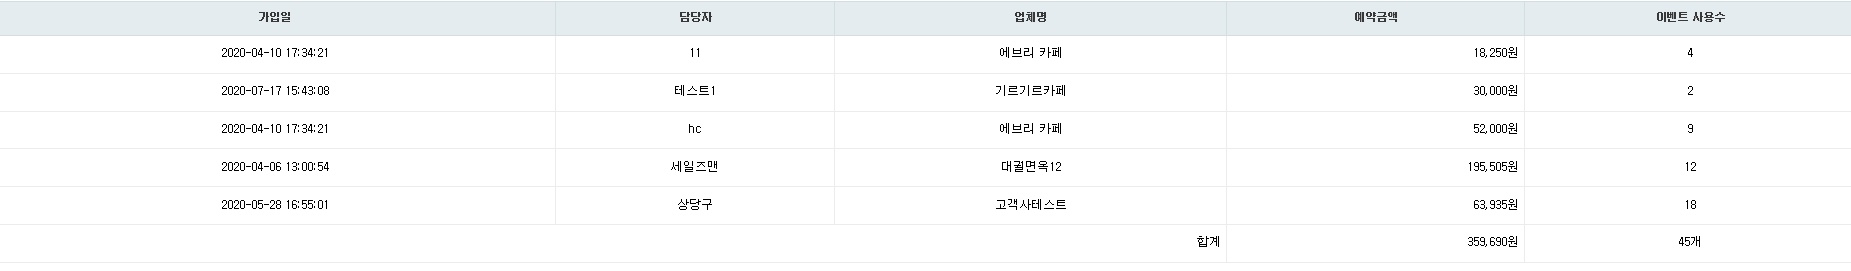 가입일 담당자 업체명 예약금액 이벤트 사용수
2020-04-10 17:34:21 11 에브리 카페 18,250원 4
2020-07-17 15:43:08 테스트1 기르기르카페 30,000원 2
2020-04-10 17:34:21 hc 에브리 카페 52,000원 9
2020-04-06 13:00:54 세일즈맨 대궐면옥12 195,505원 12
2020-05-28 16:55:01 상당구 고객사테스트 63,935원 18
합계 359,690원 45개